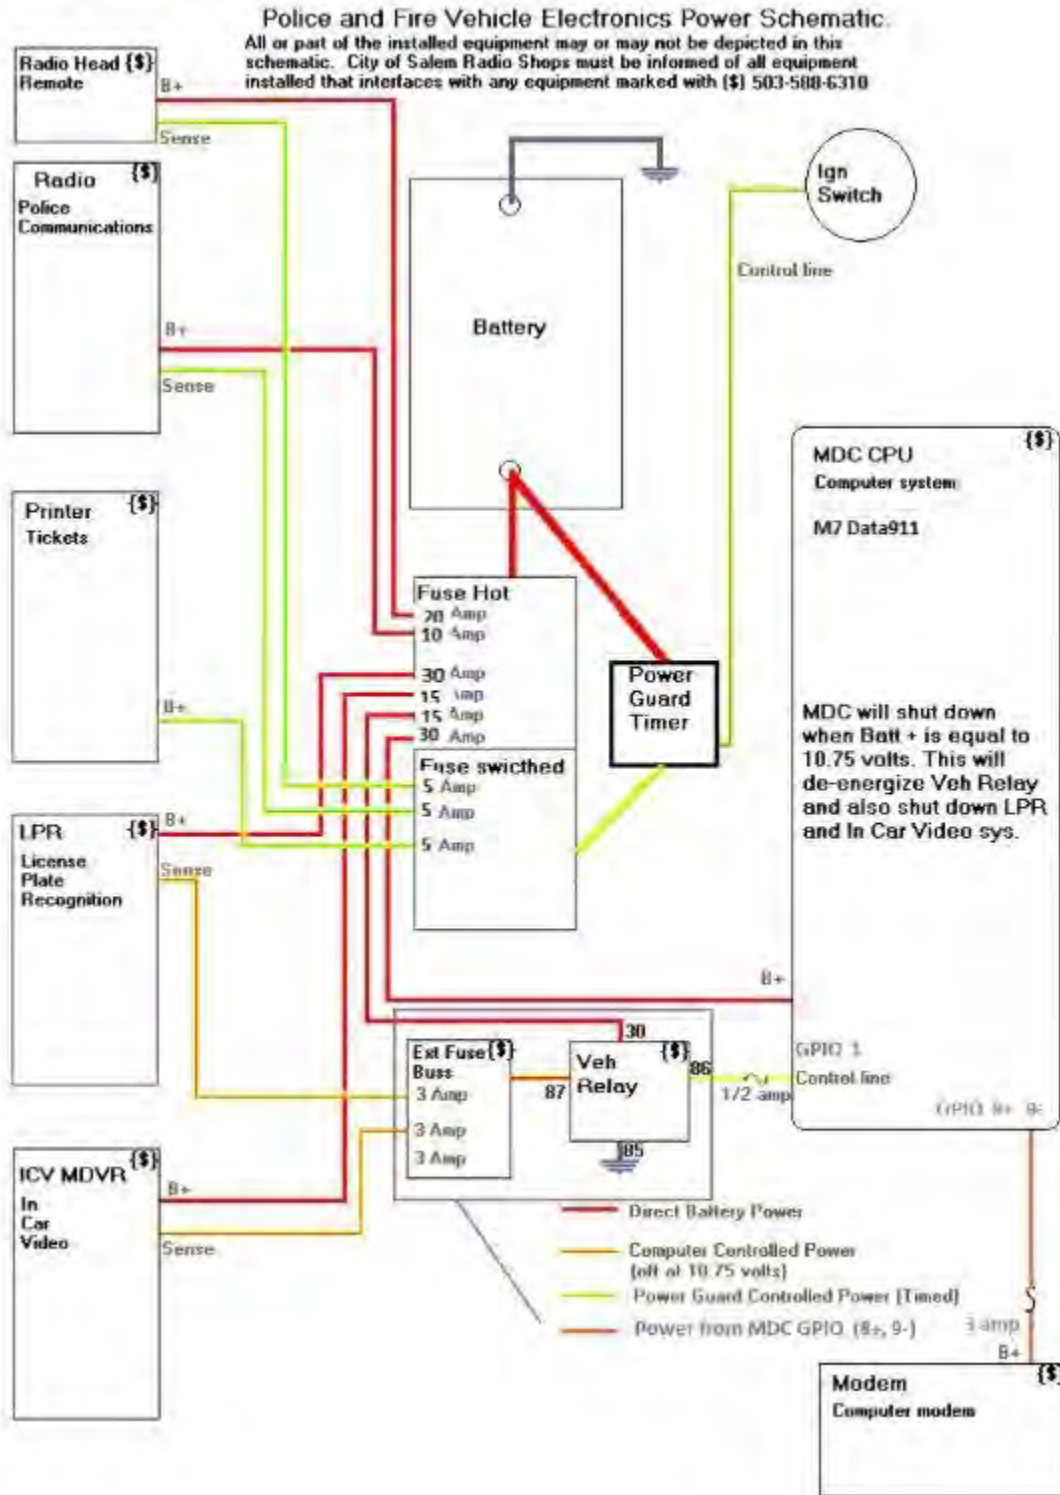 Police and Fire Vehicle Electronics Power Schematic.
All or part of the installed equipment may or may not be depicted in this
schematic. City of Salem Radio Shops must be informed of all equipment
installed that interfaces with any equipment marked with {$} 503-588-6310
Radio Head {$}
Remote
B+
Sense
Radio {$}
Police
Communications
B+
Sense
Ign
Switch
Control line
Battery
Printer {$}
Tickets
B+
MDC CPU {$}
Computer system
M7 Data911
MDC will shut down
when Batt + is equal to
10.75 volts. This will
de-energize Veh Relay
and also shut down LPR
and In Car Video sys.
Fuse Hot
20 Amp
10 Amp
30 Amp
15 Amp
15 Amp
30 Amp
Power
Guard
Timer
Fuse swicthed
5 Amp
5 Amp
5 Amp
LPR {$}
License
Plate
Recognition
B+
Sense
B+
GPIO 1
Control line
GPIO 8+ 9-
Ext Fuse {$}
Buss
3 Amp
3 Amp
3 Amp
30
Veh {$}
Relay
87
86
85
1/2 amp
ICV MDVR {$}
In
Car
Video
B+
Sense
Direct Battery Power
Computer Controlled Power
(off at 10.75 volts)
Power Guard Controlled Power (Timed)
Power from MDC GPIO (8+, 9-)
3 amp
B+
Modem {$}
Computer modem